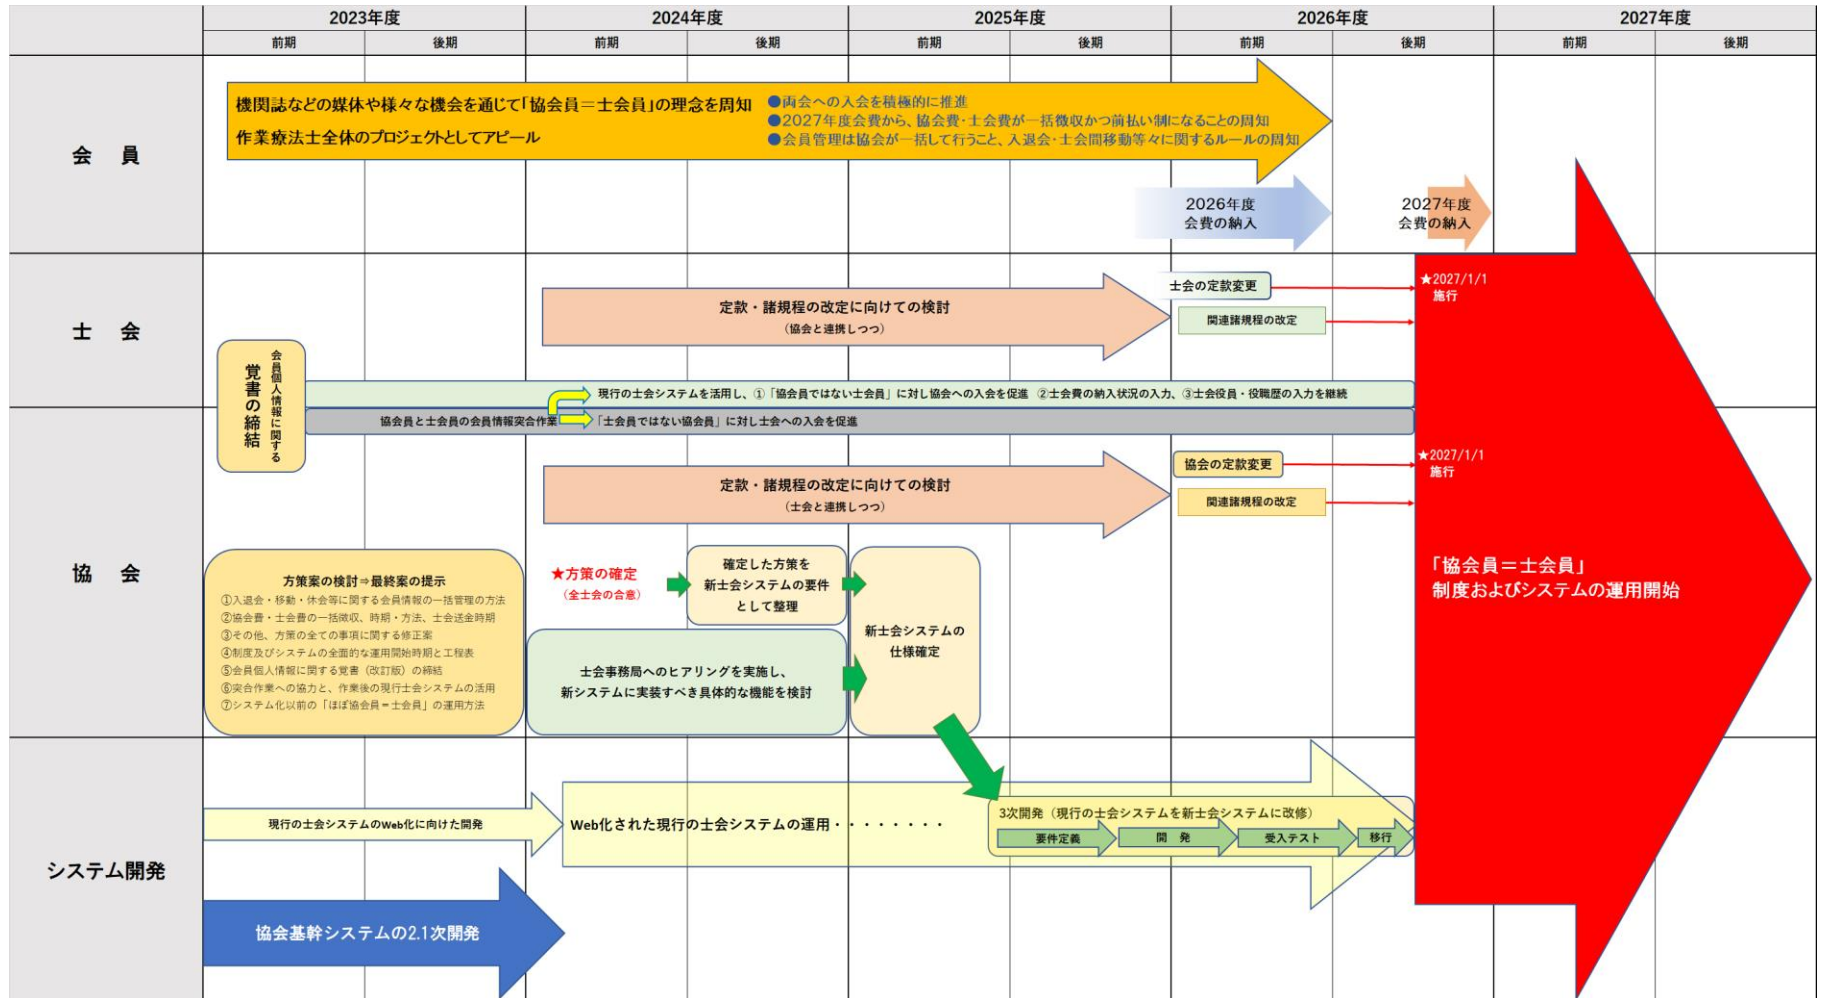 2023年度
2024年度
2025年度
2026年度
2027年度
前期
後期
前期
後期
前期
後期
前期
後期
前期
後期
会 員
機関誌などの媒体や様々な機会を通じて「協会員＝士会員」の理念を周知
作業療法士全体のプロジェクトとしてアピール
●両会への入会を積極的に推進
●2027年度会費から、協会費・士会費が一括徴収かつ前払い制になることの周知
●会員管理は協会が一括して行うこと、入退会・士会間移動等々に関するルールの周知
2026年度
会費の納入
2027年度
会費の納入
士 会
定款・諸規程の改定に向けての検討
（協会と連携しつつ）
士会の定款変更
関連諸規程の改定
★2027/1/1
施行
会員個人情報に関する
覚書の締結
現行の士会システムを活用し、①「協会員ではない士会員」に対し協会への入会を促進 ②士会費の納入状況の入力、③士会役員・役職歴の入力を継続
協会員と士会員の会員情報突合作業
「士会員ではない協会員」に対し士会への入会を促進
協 会
定款・諸規程の改定に向けての検討
（士会と連携しつつ）
協会の定款変更
関連諸規程の改定
★2027/1/1
施行
方策案の検討⇒最終案の提示
①入退会・移動・休会等に関する会員情報の一括管理の方法
②協会費・士会費の一括徴収、時期・方法、士会送金時期
③その他、方策の全ての事項に関する修正案
④制度及びシステムの全面的な運用開始時期と工程表
⑤会員個人情報に関する覚書（改訂版）の締結
⑥突合作業への協力と、作業後の現行士会システムの活用
⑦システム化以前の「ほぼ協会員＝士会員」の運用方法
★方策の確定
（全士会の合意）
確定した方策を
新士会システムの要件
として整理
士会事務局へのヒアリングを実施し、
新システムに実装すべき具体的な機能を検討
新士会システムの
仕様確定
「協会員＝士会員」
制度およびシステムの運用開始
システム開発
現行の士会システムのWeb化に向けた開発
Web化された現行の士会システムの運用・・・・・・・・
3次開発（現行の士会システムを新士会システムに改修）
要件定義
開 発
受入テスト
移行
協会基幹システムの2.1次開発